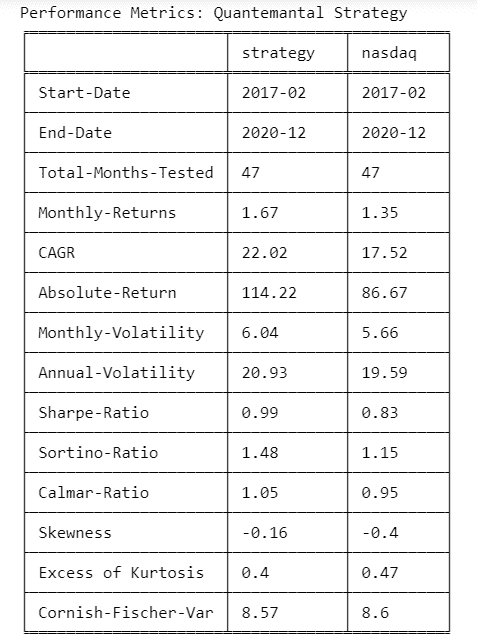 Performance Metrics: Quantemantal Strategy
strategy nasdaq
Start-Date 2017-02 2017-02
End-Date 2020-12 2020-12
Total-Months-Tested 47 47
Monthly-Returns 1.67 1.35
CAGR 22.02 17.52
Absolute-Return 114.22 86.67
Monthly-Volatility 6.04 5.66
Annual-Volatility 20.93 19.59
Sharpe-Ratio 0.99 0.83
Sortino-Ratio 1.48 1.15
Calmar-Ratio 1.05 0.95
Skewness -0.16 -0.4
Excess of Kurtosis 0.4 0.47
Cornish-Fischer-Var 8.57 8.6